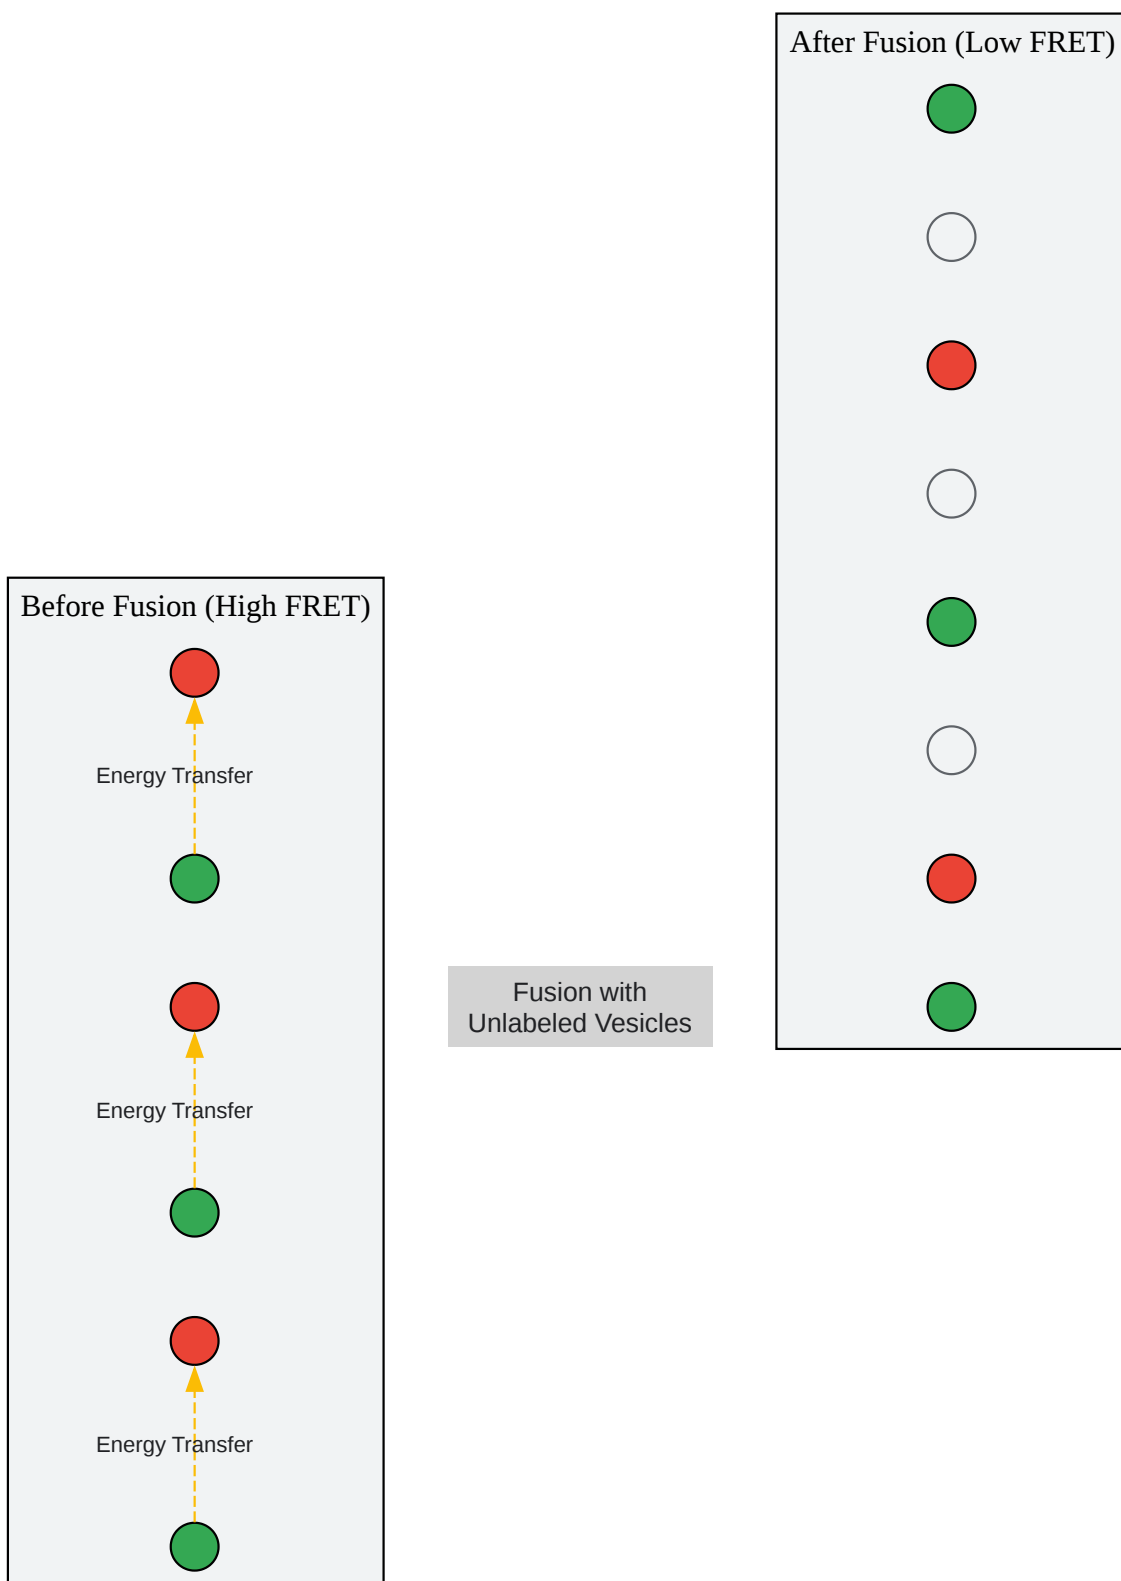 After Fusion (Low FRET)
Before Fusion (High FRET)
Energy Transfer
Fusion with
Unlabeled Vesicles
Energy Transfer
Energy Transfer